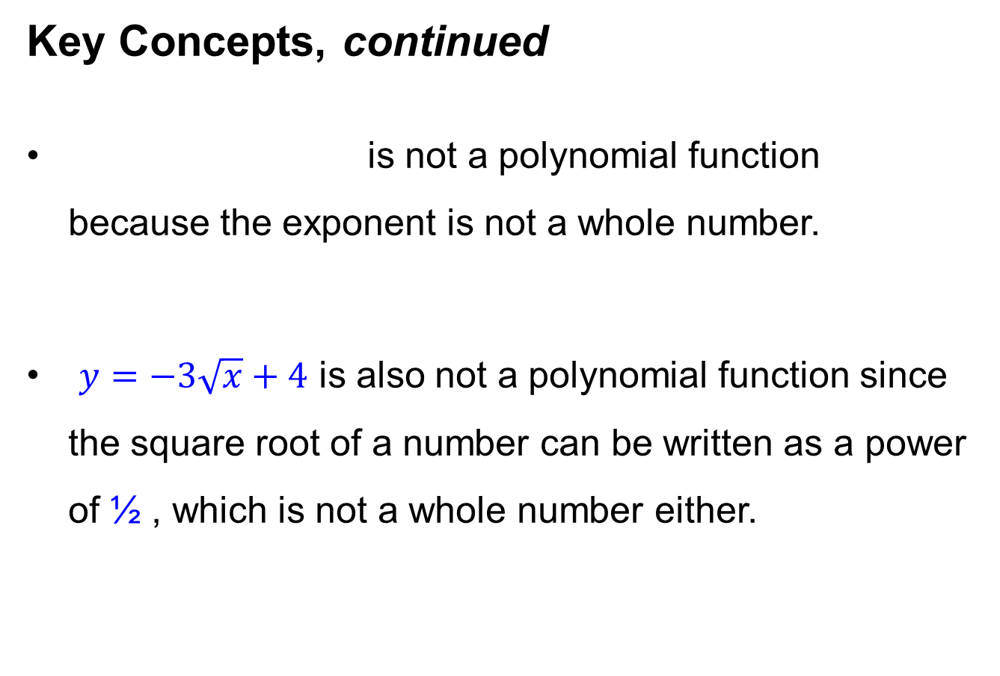 Key Concepts, continued
• is not a polynomial function
because the exponent is not a whole number.
• y = −3√x + 4 is also not a polynomial function since
the square root of a number can be written as a power
of ½ , which is not a whole number either.